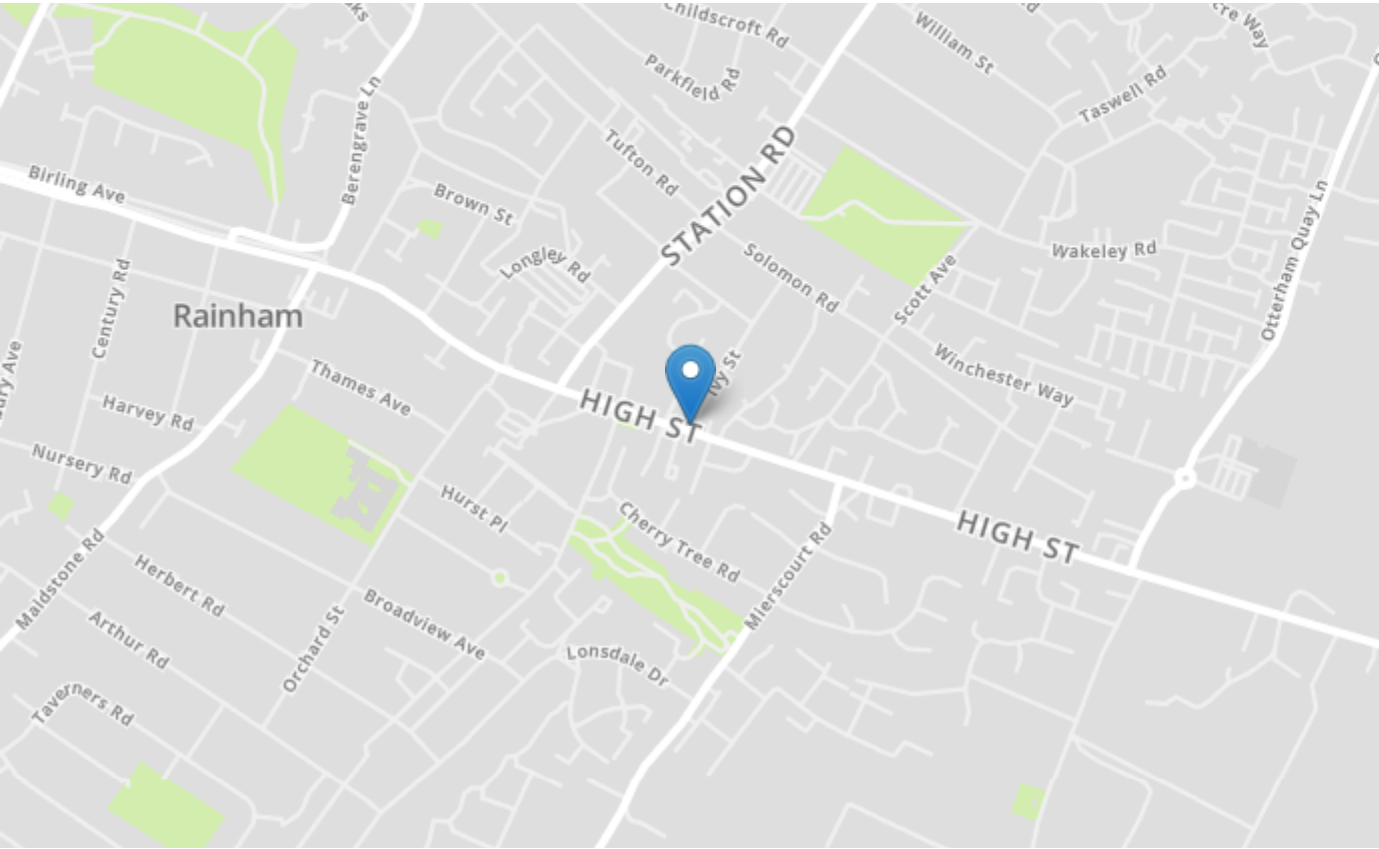 Childscroft Rd
William St
Parkfield Rd
Taswell Rd
Berengrave Ln
Tufton Rd
STATION RD
Birling Ave
Brown St
Otterham Quay Ln
Longley Rd
Solomon Rd
Wakeley Rd
Scott Ave
Century Rd
Rainham
Ivy St
Winchester Way
Thames Ave
Harvey Rd
HIGH ST
Nursery Rd
Hurst Pl
Cherry Tree Rd
HIGH ST
Maidstone Rd
Herbert Rd
Mierscourt Rd
Broadview Ave
Arthur Rd
Orchard St
Lonsdale Dr
Taverners Rd